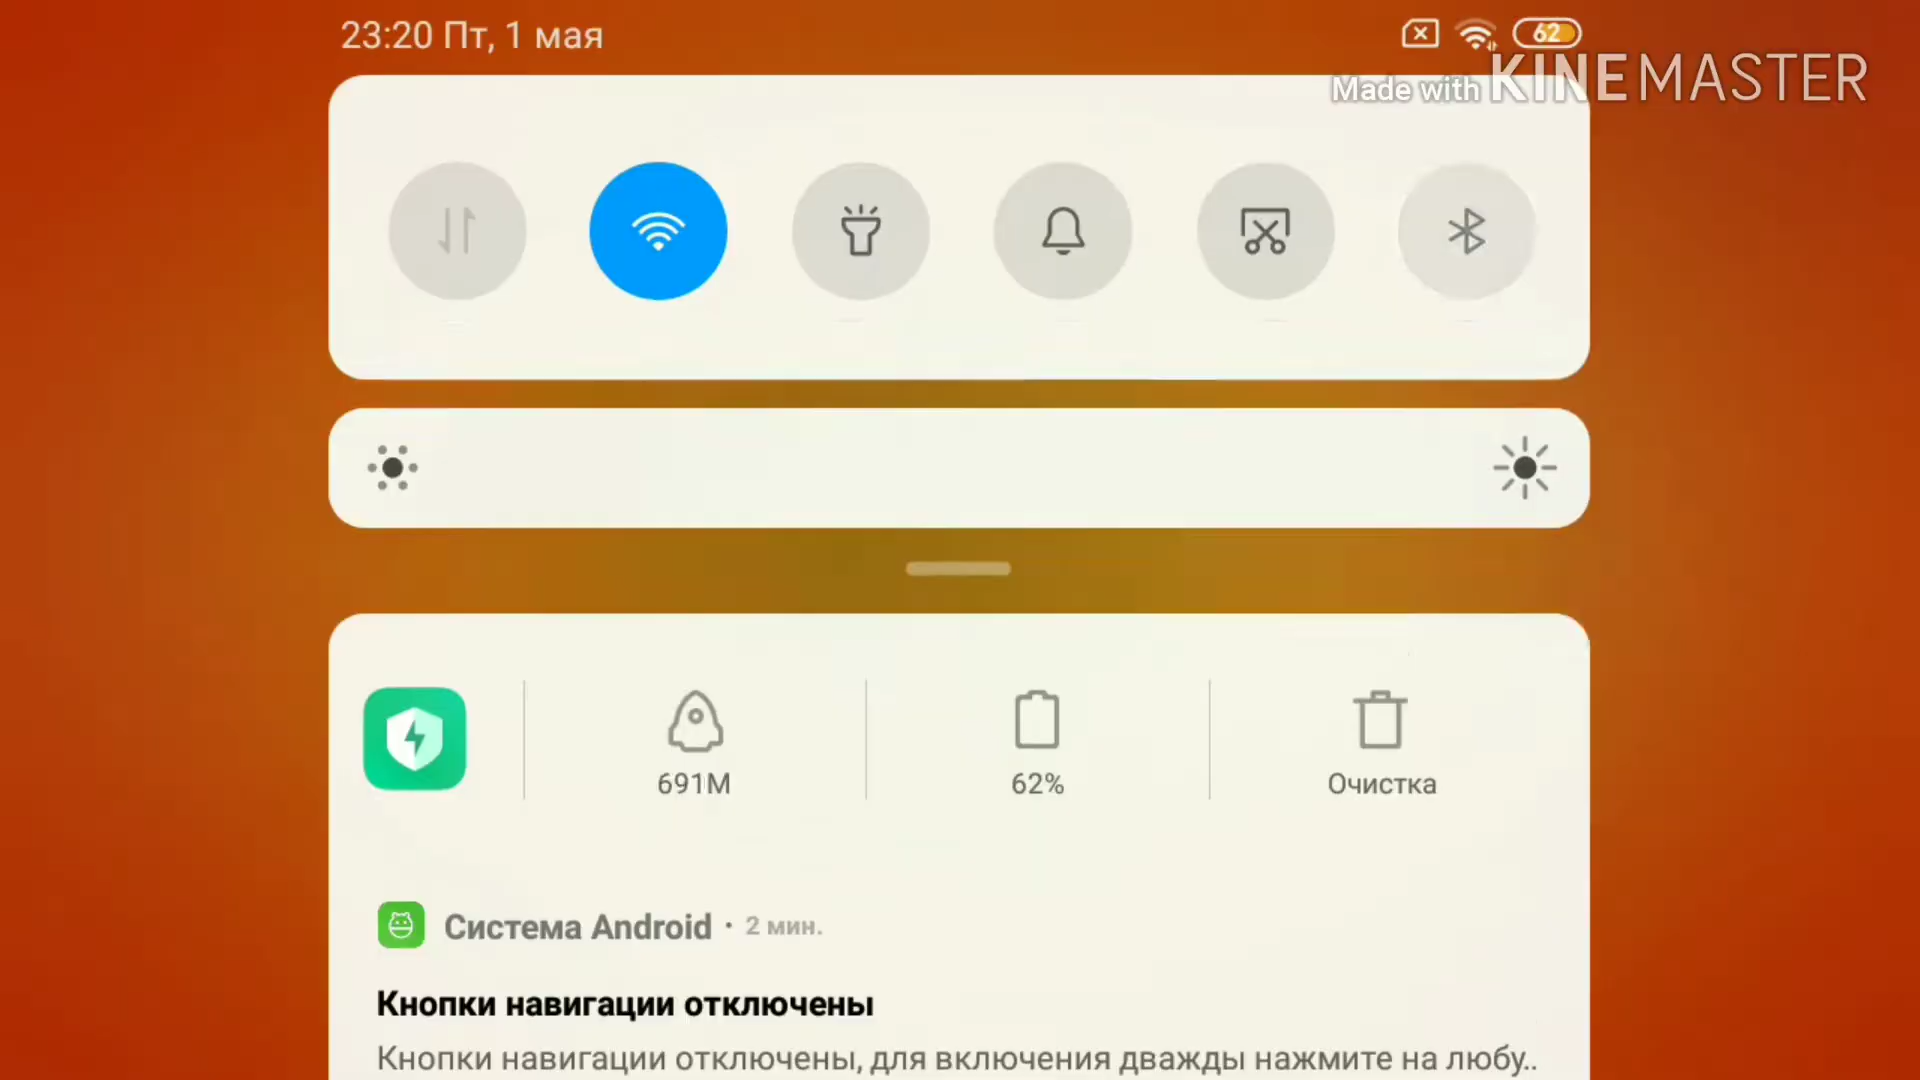 23:20 Пт, 1 мая
62
Made with KINEMASTER
691M
62%
Очистка
Система Android • 2 мин.
Кнопки навигации отключены
Кнопки навигации отключены, для включения дважды нажмите на любу..